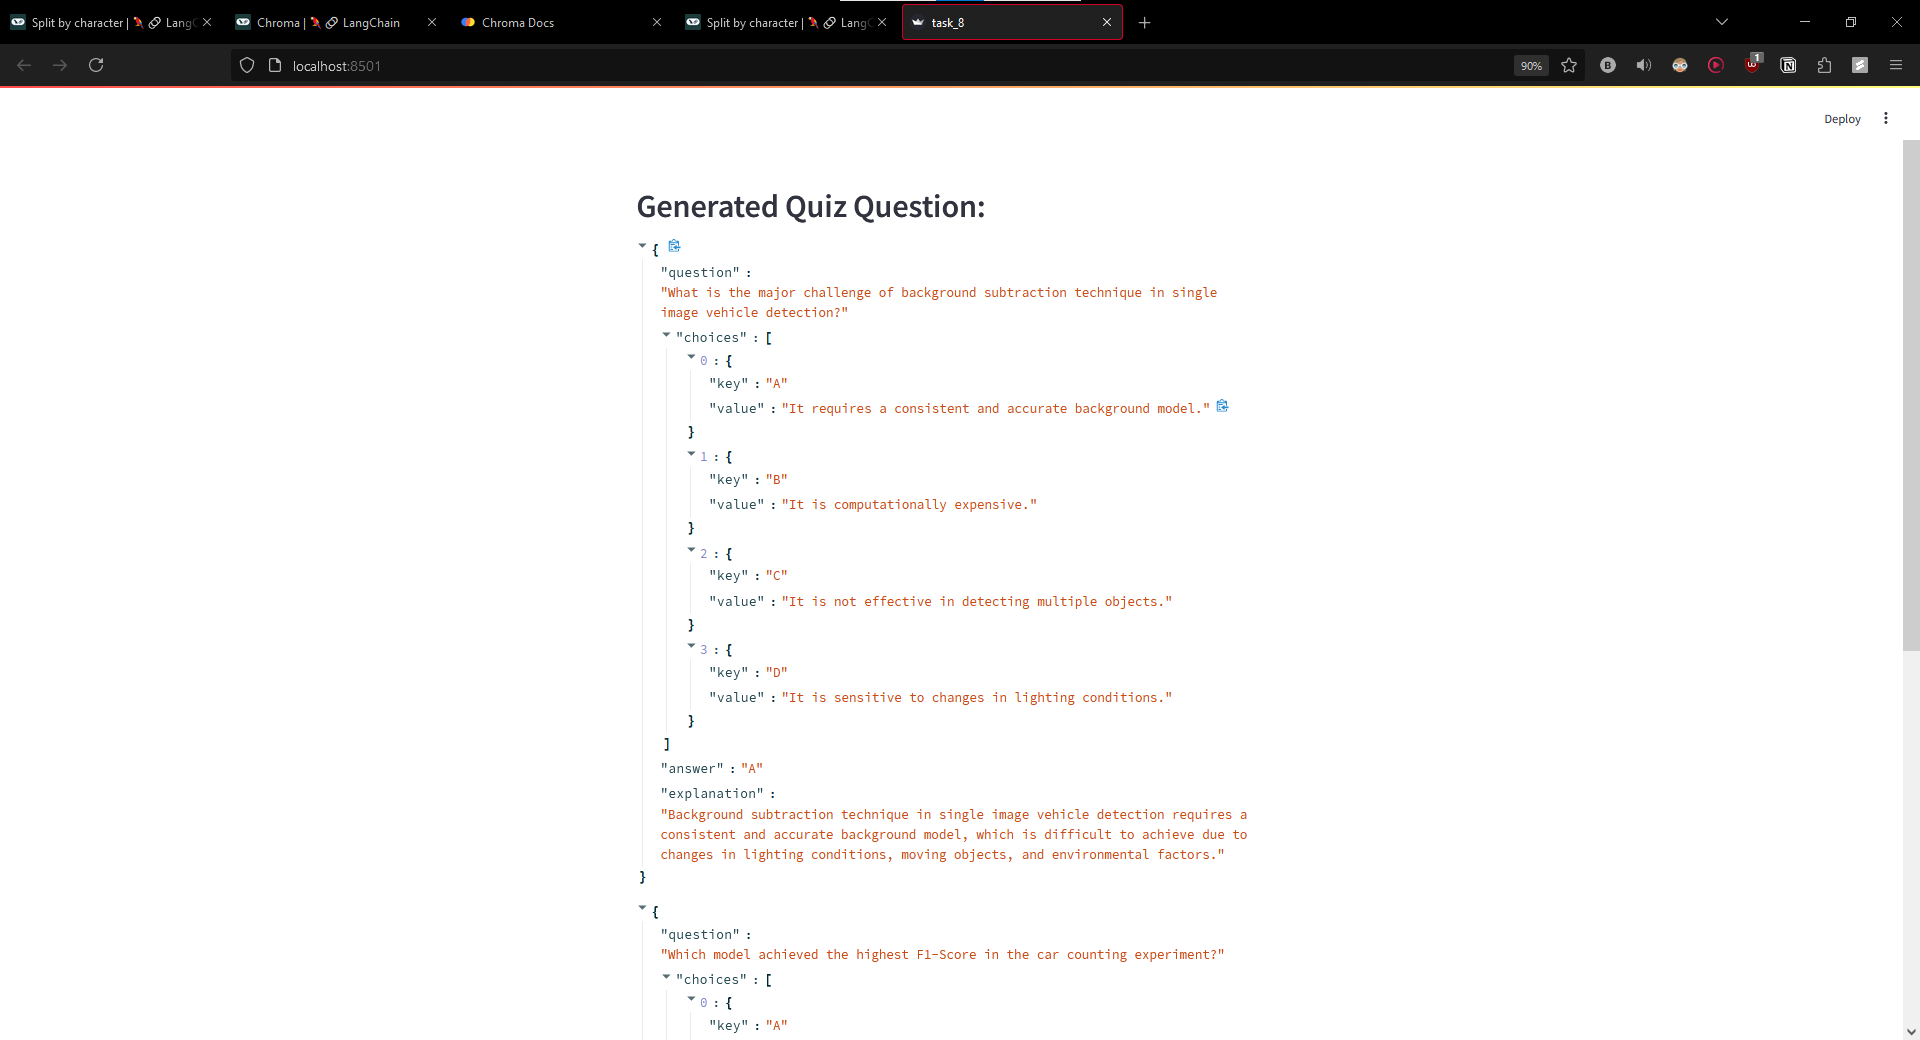 Split by character | LangC
Chroma | LangChain
Chroma Docs
Split by character | LangC
task_8
localhost:8501
90%
B
1
Deploy
Generated Quiz Question:
{
"question" :
"What is the major challenge of background subtraction technique in single
image vehicle detection?"
"choices" : [
0 : {
"key" : "A"
"value" : "It requires a consistent and accurate background model."
}
1 : {
"key" : "B"
"value" : "It is computationally expensive."
}
2 : {
"key" : "C"
"value" : "It is not effective in detecting multiple objects."
}
3 : {
"key" : "D"
"value" : "It is sensitive to changes in lighting conditions."
}
]
"answer" : "A"
"explanation" :
"Background subtraction technique in single image vehicle detection requires a
consistent and accurate background model, which is difficult to achieve due to
changes in lighting conditions, moving objects, and environmental factors."
}
{
"question" :
"Which model achieved the highest F1-Score in the car counting experiment?"
"choices" : [
0 : {
"key" : "A"